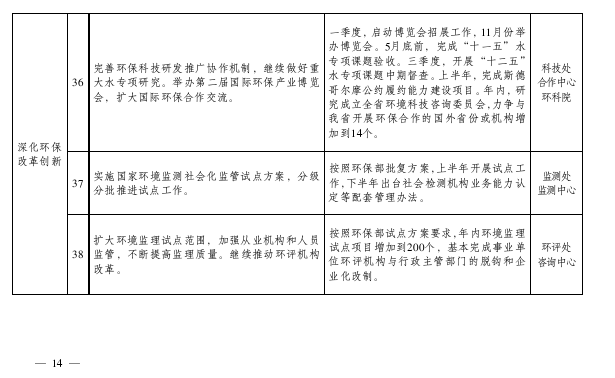 深化环保
改革创新
36
完善环保科技研发推广协作机制，继续做好重
大水专项研究。举办第二届国际环保产业博览
会，扩大国际环保合作交流。
一季度，启动博览会招展工作，11月份举
办博览会。5月底前，完成“十一五”水
专项课题验收。三季度，开展“十二五”
水专项课题中期督查。上半年，完成斯德
哥尔摩公约履约能力建设项目。年内，研
究成立全省环境科技咨询委员会，力争与
我省开展环保合作的国外省份或机构增
加到14个。
科技处
合作中心
环科院
37
实施国家环境监测社会化监管试点方案，分级
分批推进试点工作。
按照环保部批复方案，上半年开展试点工
作，下半年出台社会检测机构业务能力认
定等配套管理办法。
监测处
监测中心
38
扩大环境监理试点范围，加强从业机构和人员
监管，不断提高监理质量。继续推动环评机构
改革。
按照环保部试点方案要求，年内环境监理
试点项目增加到200个，基本完成事业单
位环评机构与行政主管部门的脱钩和企
业化改制。
环评处
咨询中心
— 14 —